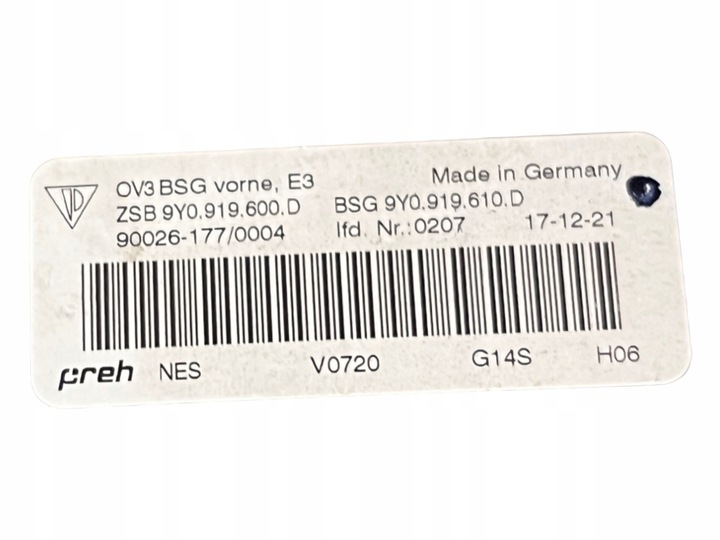 OV3 BSG vorne, E3 Made in Germany
ZSB 9Y0.919.600.D BSG 9Y0.919.610.D
90026-177/0004 lfd. Nr.:0207 17-12-21
preh NES V0720 G14S H06